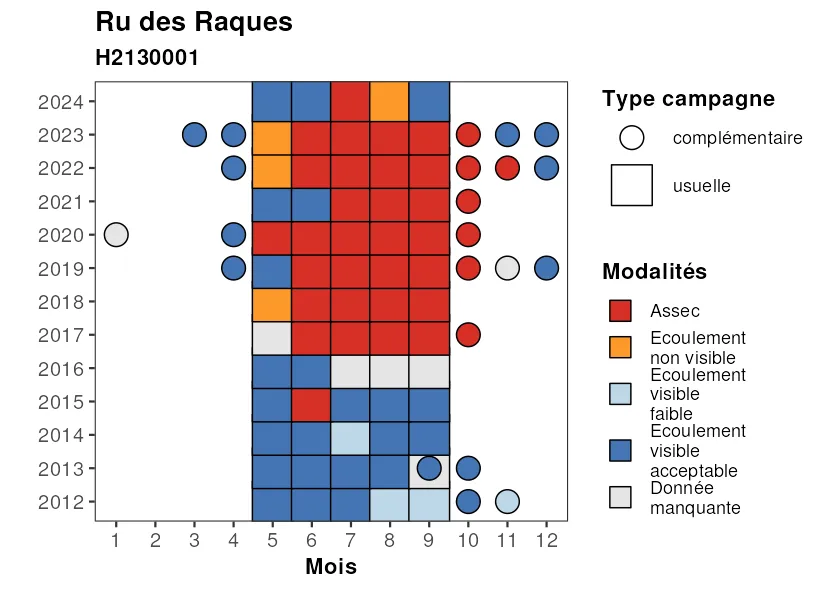 Ru des Raques
H2130001
2024
2023
2022
2021
2020
2019
2018
2017
2016
2015
2014
2013
2012
1 2 3 4 5 6 7 8 9 10 11 12
Mois
Type campagne
complémentaire
usuelle
Modalités
Assec
Ecoulement
non visible
Ecoulement
visible
faible
Ecoulement
visible
acceptable
Donnée
manquante